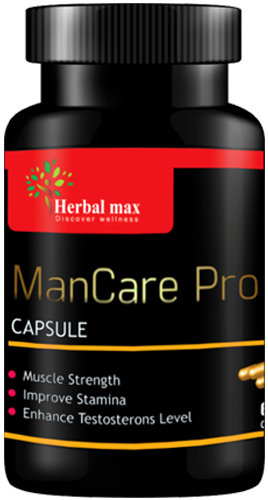 Herbal max
Discover wellness
ManCare Pro
CAPSULE
Muscle Strength
Improve Stamina
Enhance Testosterons Level